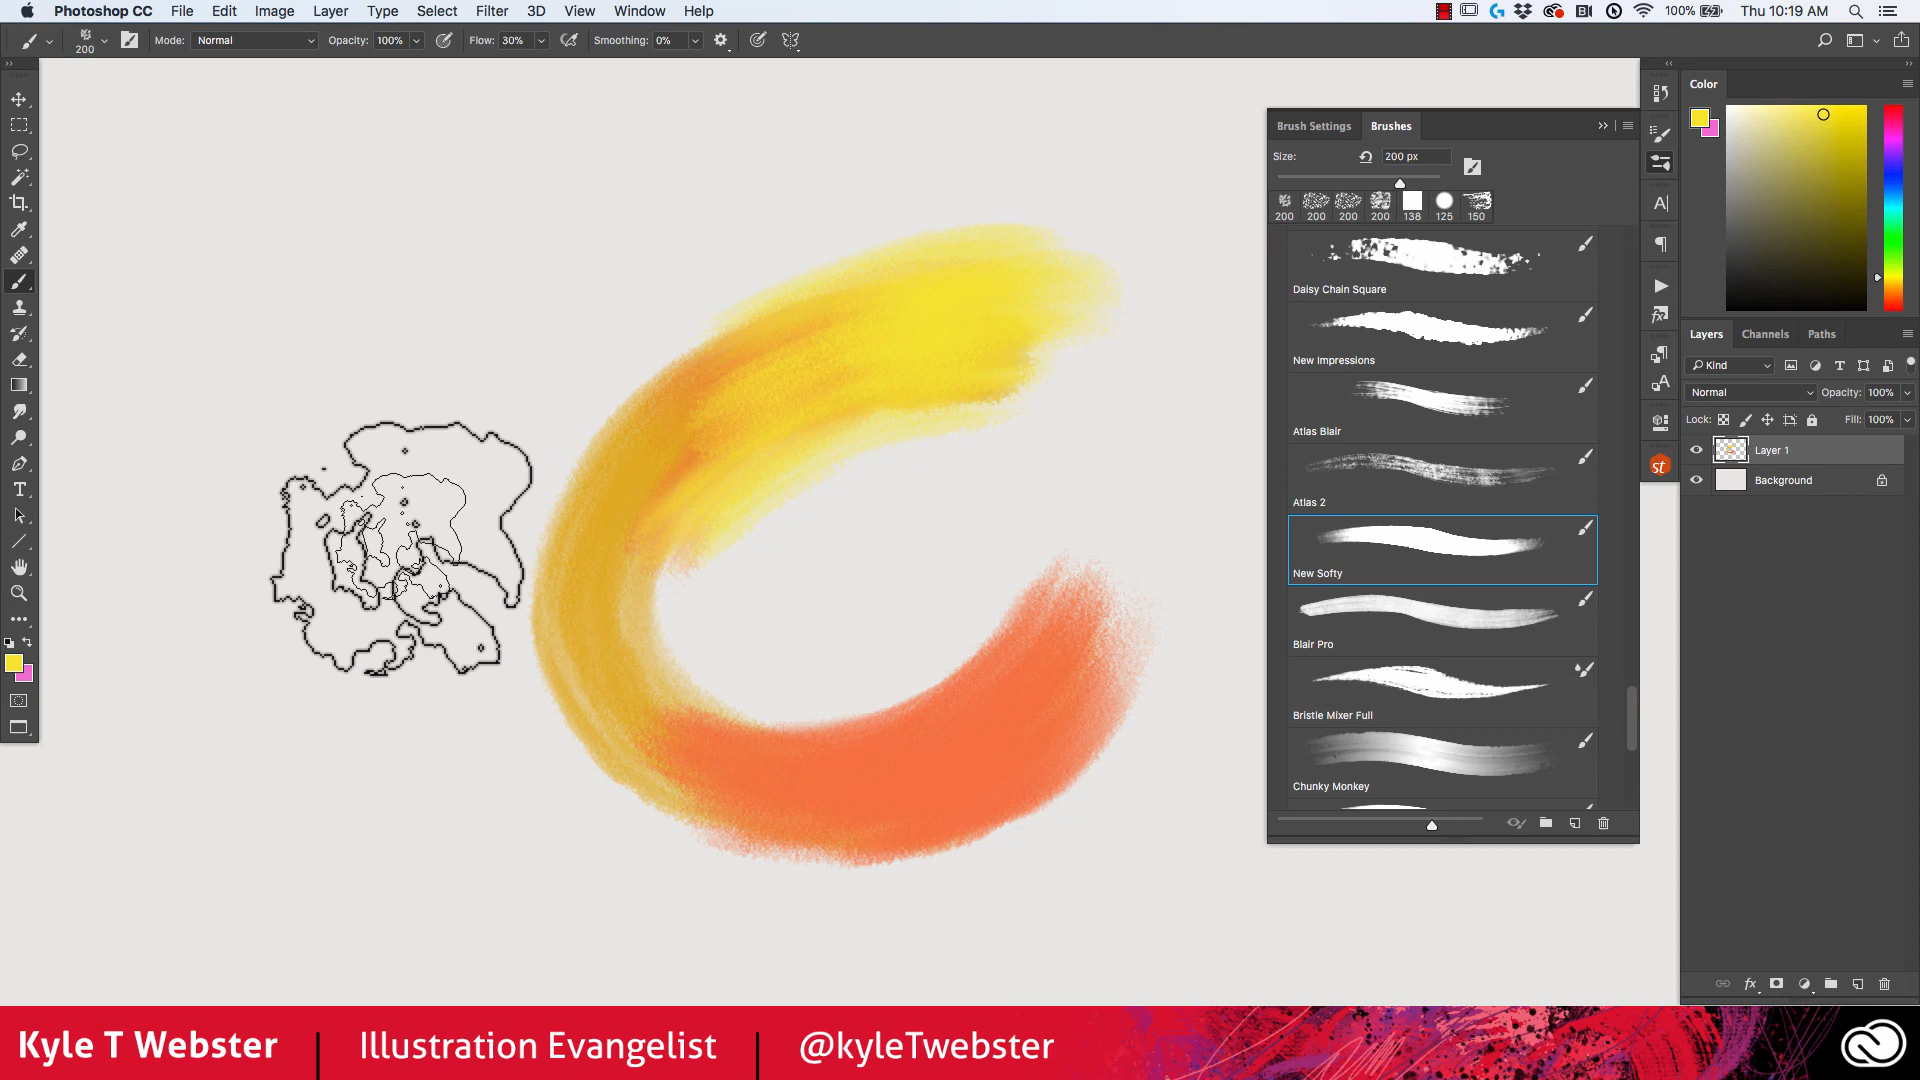 Photoshop CC File Edit Image Layer Type Select Filter 3D View Window Help 100% Thu 10:19 AM
200 Mode: Normal Opacity: 100% Flow: 30% Smoothing: 0%
Brush Settings Brushes
Size: 200 px
200 200 200 200 138 125 150
Daisy Chain Square
New Impressions
Atlas Blair
Atlas 2
New Softy
Blair Pro
Bristle Mixer Full
Chunky Monkey
st
Color
Layers Channels Paths
Kind
Normal Opacity: 100%
Lock: Fill: 100%
Layer 1
Background
fx
Kyle T Webster | Illustration Evangelist | @kyleTwebster